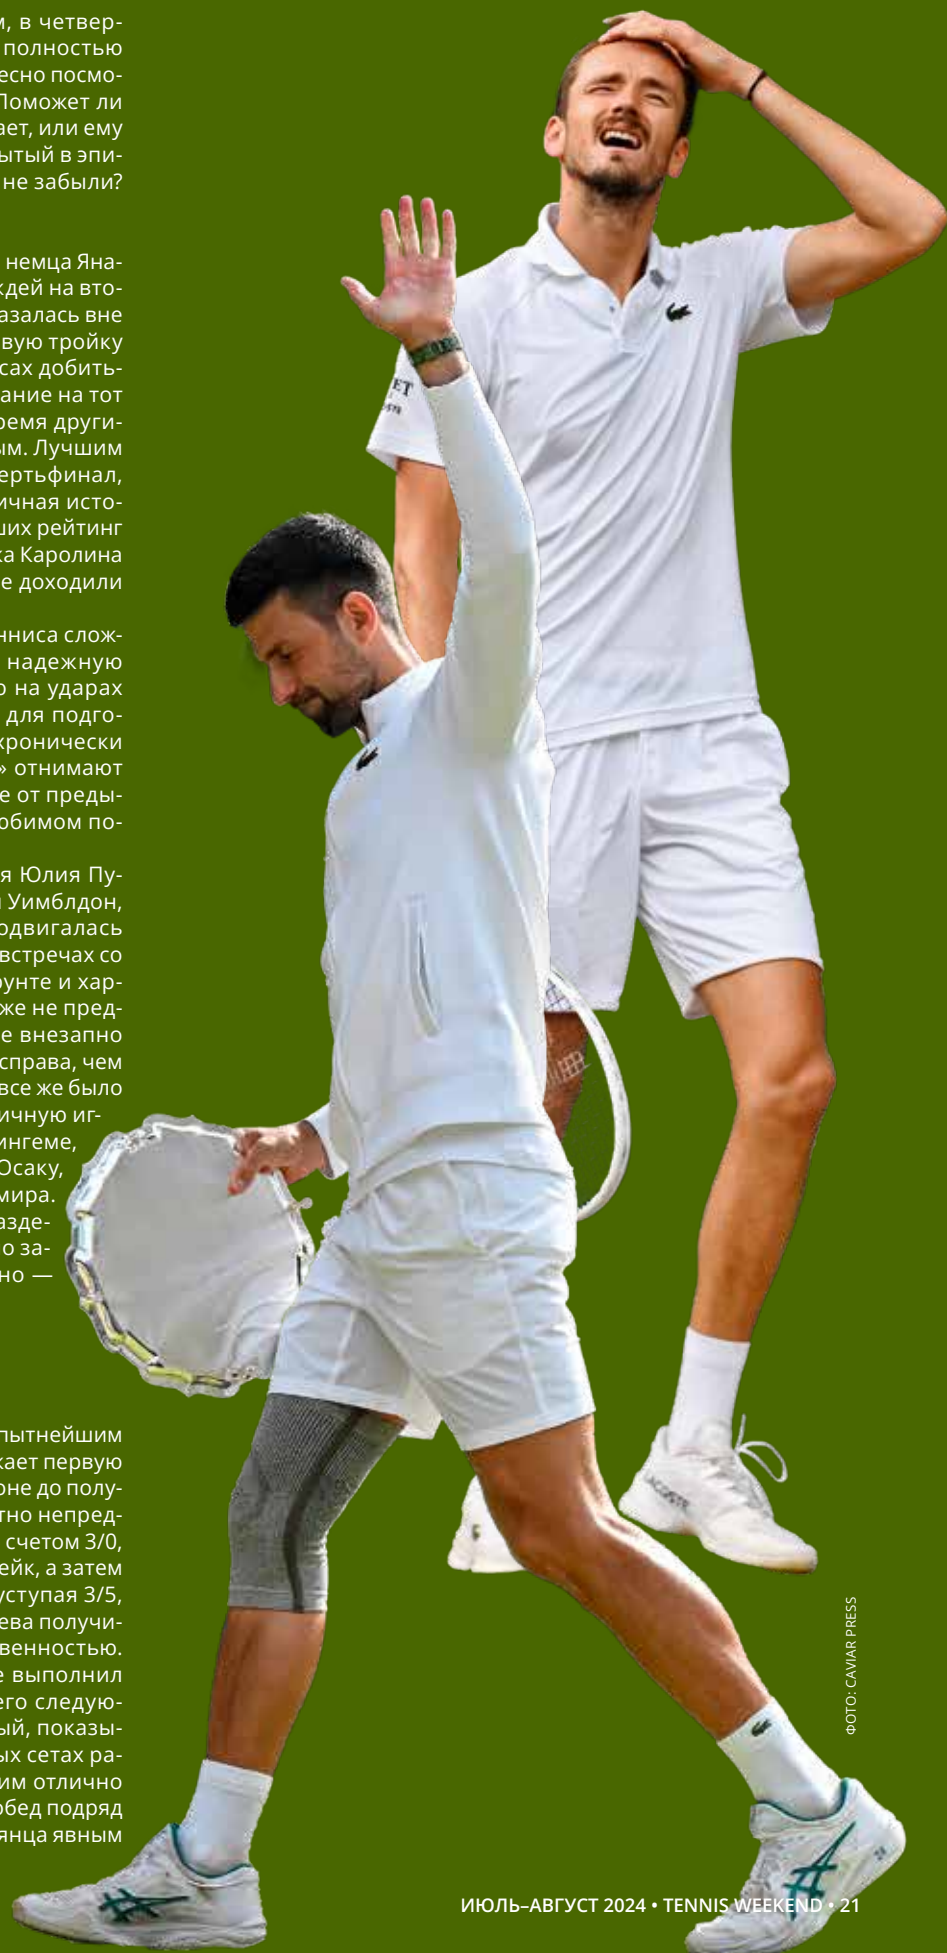 м, в четвер-
полностью
есно посмо-
Поможет ли
ает, или ему
ытый в эпи-
не забыли?
немца Яна-
ждей на вто-
азалась вне
вую тройку
сах добить-
ание на тот
ремя други-
ым. Лучшим
ертьфинал,
ичная исто-
ших рейтинг
ка Каролина
е доходили
нниса слож-
надежную
о на ударах
для подго-
хронически
» отнимают
е от преды-
юбимом по-
я Юлия Пу-
и Уимблдон,
одвигалась
встречах со
рунте и хар-
же не пред-
е внезапно
справа, чем
все же было
ичную иг-
ингеме,
Осаку,
мира.
азде-
о за-
но —
пытнейшим
кает первую
оне до полу-
тно непред-
счетом 3/0,
ейк, а затем
уступая 3/5,
ева получи-
венностью.
е выполнил
его следую-
ый, показы-
ых сетах ра-
им отлично
обед подряд
янца явным
LACOSTE
ФОТО: CAVIAR PRESS
ИЮЛЬ–АВГУСТ 2024 • TENNIS WEEKEND • 21